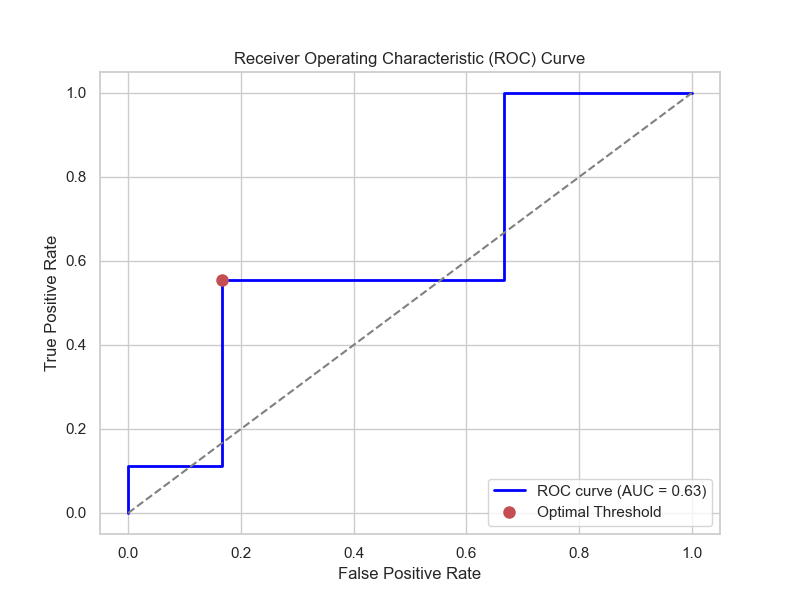 Receiver Operating Characteristic (ROC) Curve
1.0
0.8
0.6
0.4
0.2
0.0
True Positive Rate
ROC curve (AUC = 0.63)
Optimal Threshold
0.0 0.2 0.4 0.6 0.8 1.0
False Positive Rate